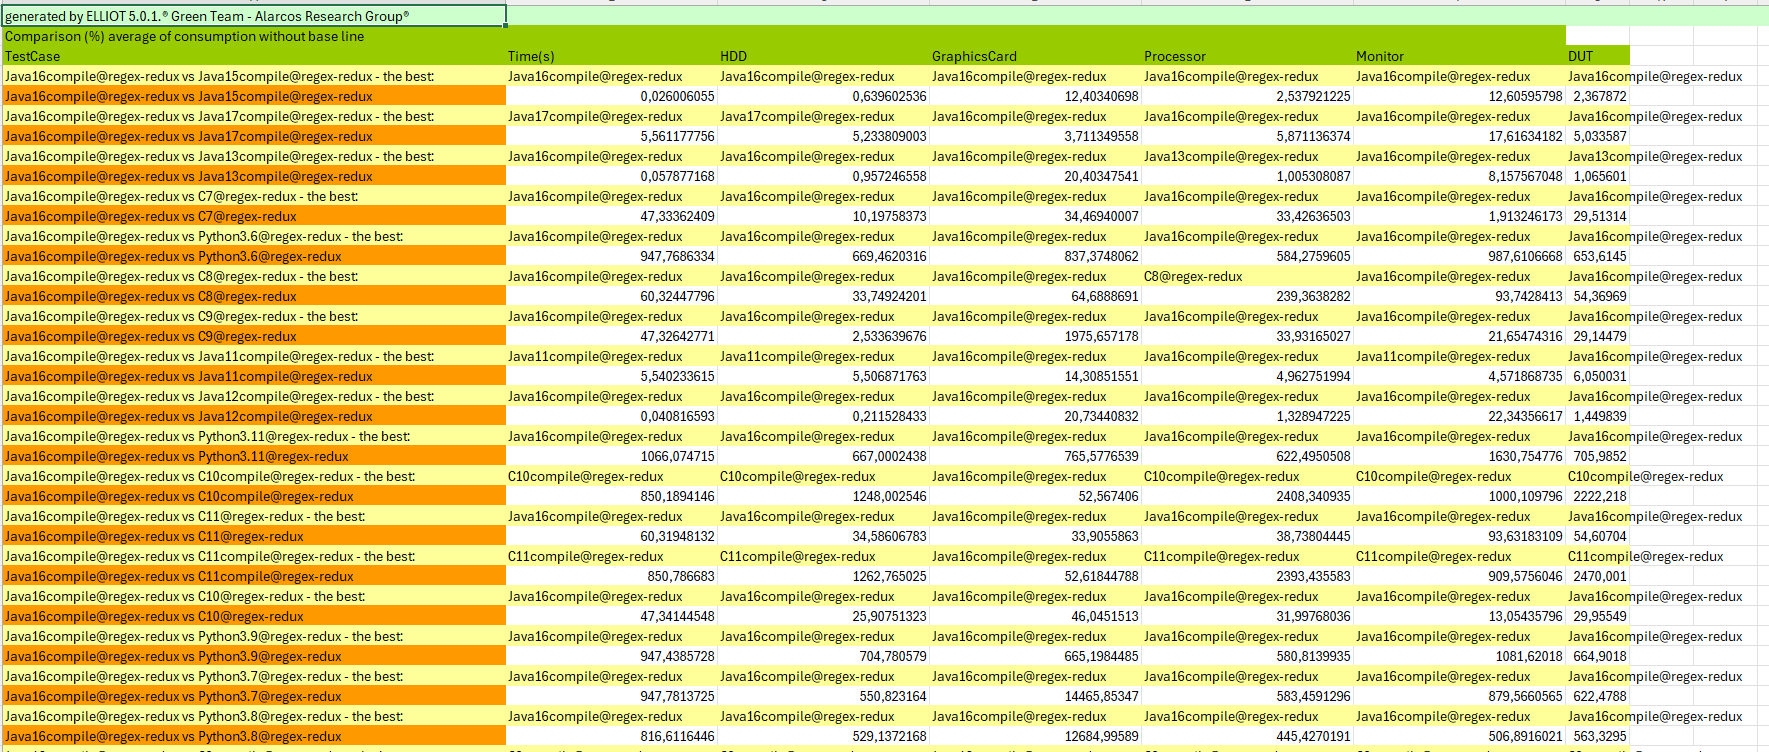 generated by ELLIOT 5.0.1.® Green Team - Alarcos Research Group®
Comparison (%) average of consumption without base line
TestCase Time(s) HDD GraphicsCard Processor Monitor DUT
Java16compile@regex-redux vs Java15compile@regex-redux - the best: Java16compile@regex-redux Java16compile@regex-redux Java16compile@regex-redux Java16compile@regex-redux Java16compile@regex-redux Java16compile@regex-redux
Java16compile@regex-redux vs Java15compile@regex-redux 0,026006055 0,639602536 12,40340698 2,537921225 12,60595798 2,367872
Java16compile@regex-redux vs Java17compile@regex-redux - the best: Java17compile@regex-redux Java17compile@regex-redux Java16compile@regex-redux Java16compile@regex-redux Java16compile@regex-redux Java16compile@regex-redux
Java16compile@regex-redux vs Java17compile@regex-redux 5,561177756 5,233809003 3,711349558 5,871136374 17,61634182 5,033587
Java16compile@regex-redux vs Java13compile@regex-redux - the best: Java16compile@regex-redux Java16compile@regex-redux Java16compile@regex-redux Java13compile@regex-redux Java16compile@regex-redux Java13compile@regex-redux
Java16compile@regex-redux vs Java13compile@regex-redux 0,057877168 0,957246558 20,40347541 1,005308087 8,157567048 1,065601
Java16compile@regex-redux vs C7@regex-redux - the best: Java16compile@regex-redux Java16compile@regex-redux Java16compile@regex-redux Java16compile@regex-redux Java16compile@regex-redux Java16compile@regex-redux
Java16compile@regex-redux vs C7@regex-redux 47,33362409 10,19758373 34,46940007 33,42636503 1,913246173 29,51314
Java16compile@regex-redux vs Python3.6@regex-redux - the best: Java16compile@regex-redux Java16compile@regex-redux Java16compile@regex-redux Java16compile@regex-redux Java16compile@regex-redux Java16compile@regex-redux
Java16compile@regex-redux vs Python3.6@regex-redux 947,7686334 669,4620316 837,3748062 584,2759605 987,6106668 653,6145
Java16compile@regex-redux vs C8@regex-redux - the best: Java16compile@regex-redux Java16compile@regex-redux Java16compile@regex-redux C8@regex-redux Java16compile@regex-redux Java16compile@regex-redux
Java16compile@regex-redux vs C8@regex-redux 60,32447796 33,74924201 64,6888691 239,3638282 93,7428413 54,36969
Java16compile@regex-redux vs C9@regex-redux - the best: Java16compile@regex-redux Java16compile@regex-redux Java16compile@regex-redux Java16compile@regex-redux Java16compile@regex-redux Java16compile@regex-redux
Java16compile@regex-redux vs C9@regex-redux 47,32642771 2,533639676 1975,657178 33,93165027 21,65474316 29,14479
Java16compile@regex-redux vs Java11compile@regex-redux - the best: Java11compile@regex-redux Java11compile@regex-redux Java16compile@regex-redux Java16compile@regex-redux Java11compile@regex-redux Java16compile@regex-redux
Java16compile@regex-redux vs Java11compile@regex-redux 5,540233615 5,506871763 14,30851551 4,962751994 4,571868735 6,050031
Java16compile@regex-redux vs Java12compile@regex-redux - the best: Java16compile@regex-redux Java16compile@regex-redux Java16compile@regex-redux Java16compile@regex-redux Java16compile@regex-redux Java16compile@regex-redux
Java16compile@regex-redux vs Java12compile@regex-redux 0,040816593 0,211528433 20,73440832 1,328947225 22,34356617 1,449839
Java16compile@regex-redux vs Python3.11@regex-redux - the best: Java16compile@regex-redux Java16compile@regex-redux Java16compile@regex-redux Java16compile@regex-redux Java16compile@regex-redux Java16compile@regex-redux
Java16compile@regex-redux vs Python3.11@regex-redux 1066,074715 667,0002438 765,5776539 622,4950508 1630,754776 705,9852
Java16compile@regex-redux vs C10compile@regex-redux - the best: C10compile@regex-redux C10compile@regex-redux Java16compile@regex-redux C10compile@regex-redux C10compile@regex-redux C10compile@regex-redux
Java16compile@regex-redux vs C10compile@regex-redux 850,1894146 1248,002546 52,567406 2408,340935 1000,109796 2222,218
Java16compile@regex-redux vs C11@regex-redux - the best: Java16compile@regex-redux Java16compile@regex-redux Java16compile@regex-redux Java16compile@regex-redux Java16compile@regex-redux Java16compile@regex-redux
Java16compile@regex-redux vs C11@regex-redux 60,31948132 34,58606783 33,9055863 38,73804445 93,63183109 54,60704
Java16compile@regex-redux vs C11compile@regex-redux - the best: C11compile@regex-redux C11compile@regex-redux Java16compile@regex-redux C11compile@regex-redux C11compile@regex-redux C11compile@regex-redux
Java16compile@regex-redux vs C11compile@regex-redux 850,786683 1262,765025 52,61844788 2393,435583 909,5756046 2470,001
Java16compile@regex-redux vs C10@regex-redux - the best: Java16compile@regex-redux Java16compile@regex-redux Java16compile@regex-redux Java16compile@regex-redux Java16compile@regex-redux Java16compile@regex-redux
Java16compile@regex-redux vs C10@regex-redux 47,34144548 25,90751323 46,0451513 31,99768036 13,05435796 29,95549
Java16compile@regex-redux vs Python3.9@regex-redux - the best: Java16compile@regex-redux Java16compile@regex-redux Java16compile@regex-redux Java16compile@regex-redux Java16compile@regex-redux Java16compile@regex-redux
Java16compile@regex-redux vs Python3.9@regex-redux 947,4385728 704,780579 665,1984485 580,8139935 1081,62018 664,9018
Java16compile@regex-redux vs Python3.7@regex-redux - the best: Java16compile@regex-redux Java16compile@regex-redux Java16compile@regex-redux Java16compile@regex-redux Java16compile@regex-redux Java16compile@regex-redux
Java16compile@regex-redux vs Python3.7@regex-redux 947,7813725 550,823164 14465,85347 583,4591296 879,5660565 622,4788
Java16compile@regex-redux vs Python3.8@regex-redux - the best: Java16compile@regex-redux Java16compile@regex-redux Java16compile@regex-redux Java16compile@regex-redux Java16compile@regex-redux Java16compile@regex-redux
Java16compile@regex-redux vs Python3.8@regex-redux 816,6116446 529,1372168 12684,99589 445,4270191 506,8916021 563,3295